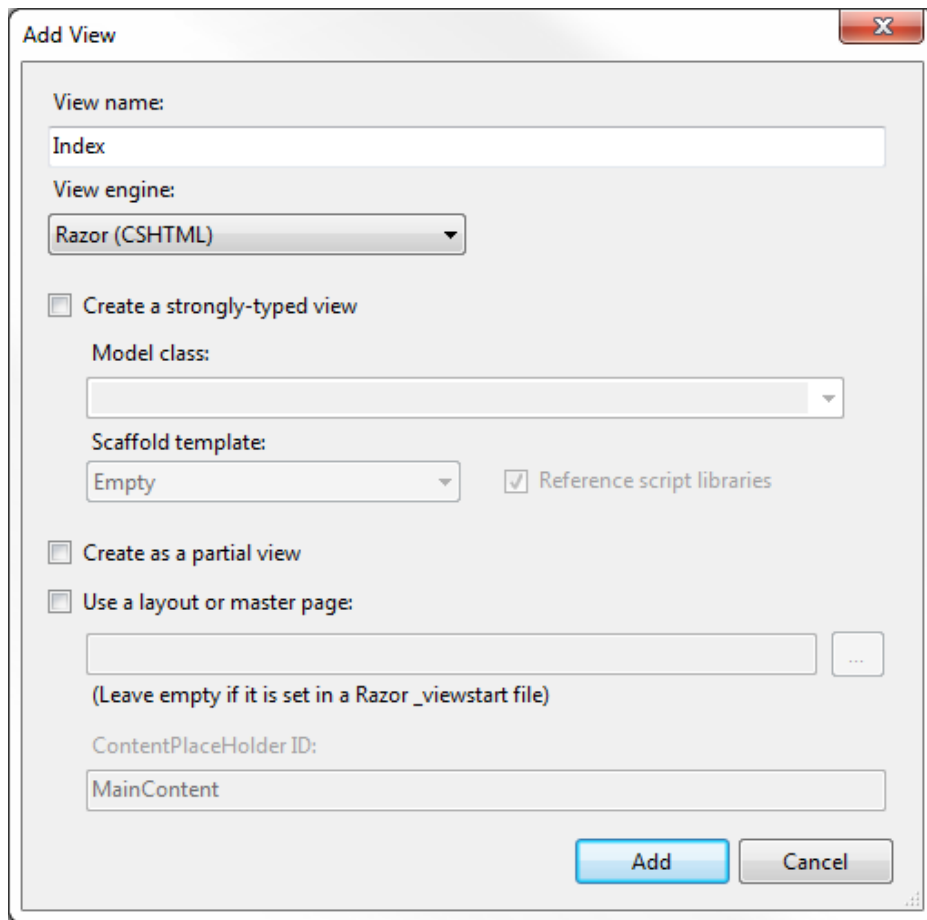 Add View
View name:
Index
View engine:
Razor (CSHTML)
Create a strongly-typed view
Model class:
Scaffold template:
Empty
Reference script libraries
Create as a partial view
Use a layout or master page:
...
(Leave empty if it is set in a Razor _viewstart file)
ContentPlaceHolder ID:
MainContent
Add
Cancel